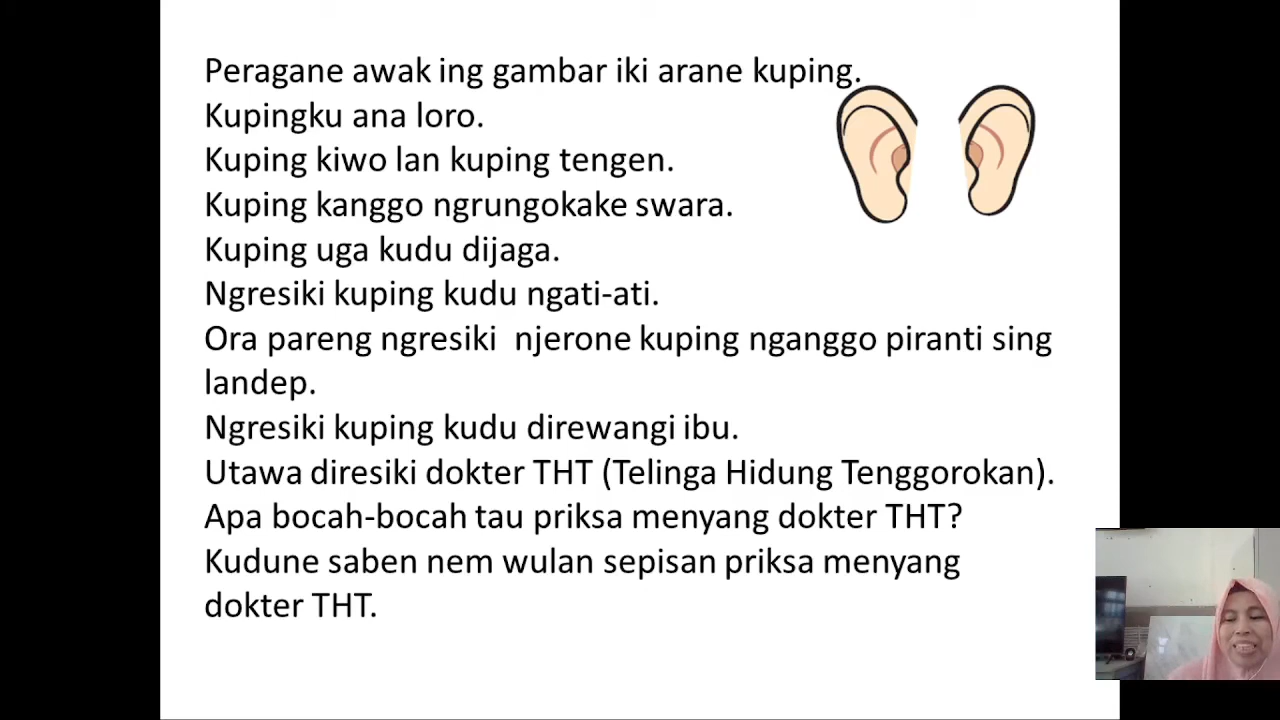 Peragane awak ing gambar iki arane kuping.
Kupingku ana loro.
Kuping kiwo lan kuping tengen.
Kuping kanggo ngrungokake swara.
Kuping uga kudu dijaga.
Ngresiki kuping kudu ngati-ati.
Ora pareng ngresiki  njerone kuping nganggo piranti sing
landep.
Ngresiki kuping kudu direwangi ibu.
Utawa diresiki dokter THT (Telinga Hidung Tenggorokan).
Apa bocah-bocah tau priksa menyang dokter THT?
Kudune saben nem wulan sepisan priksa menyang
dokter THT.